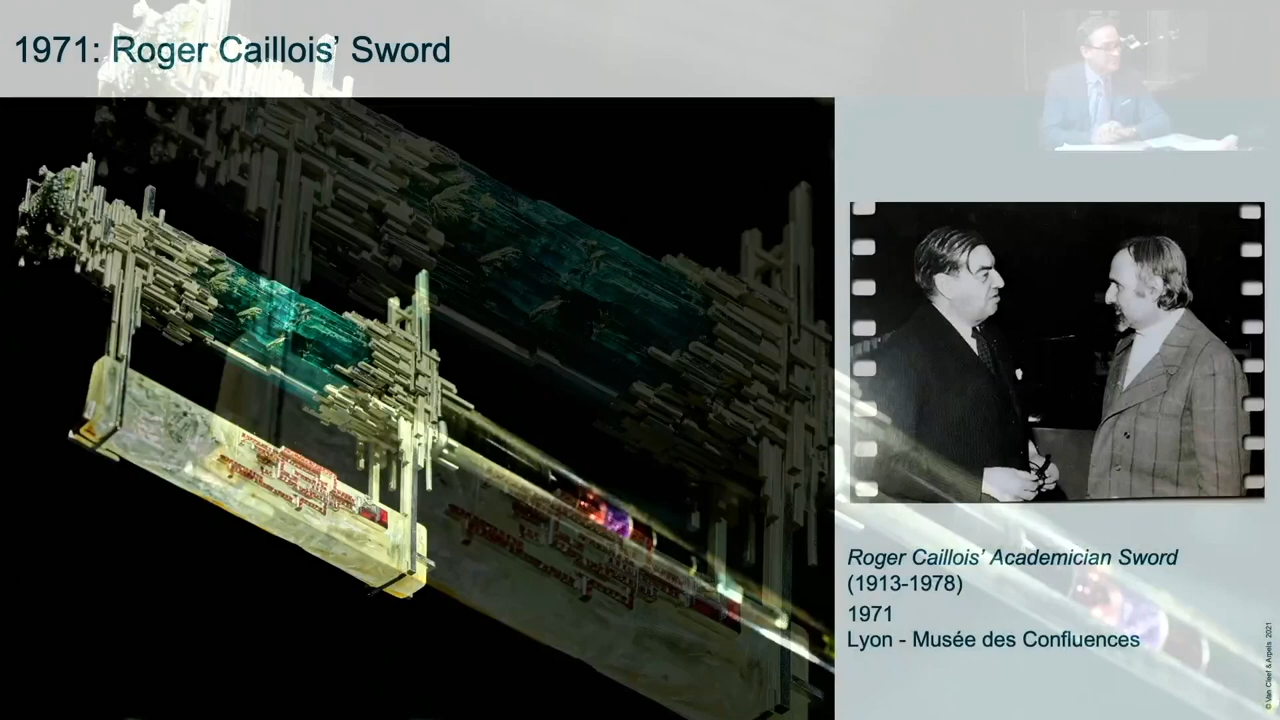 1971: Roger Caillois’ Sword
Roger Caillois’ Academician Sword
(1913-1978)
1971
Lyon - Musée des Confluences
© Van Cleef & Arpels 2021